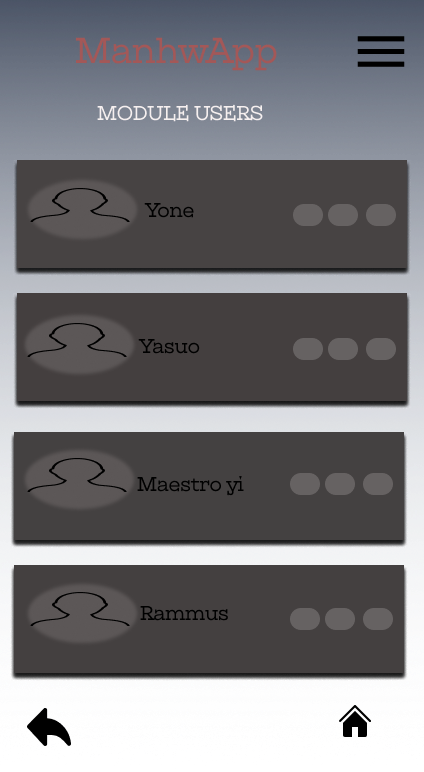 ManhwApp
MODULE USERS
Yone
Yasuo
Maestro yi
Rammus